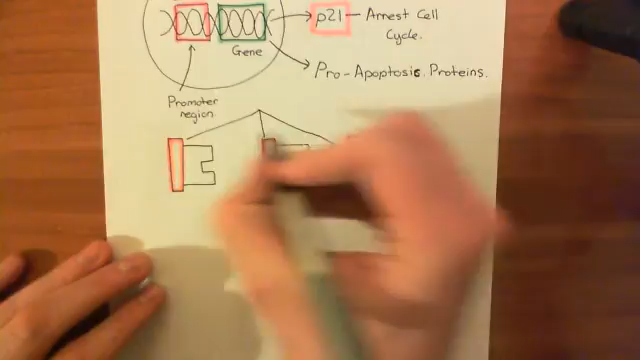 p21 — Arrest Cell
Cycle.
Gene
Pro-Apoptosis Proteins.
Promoter
region